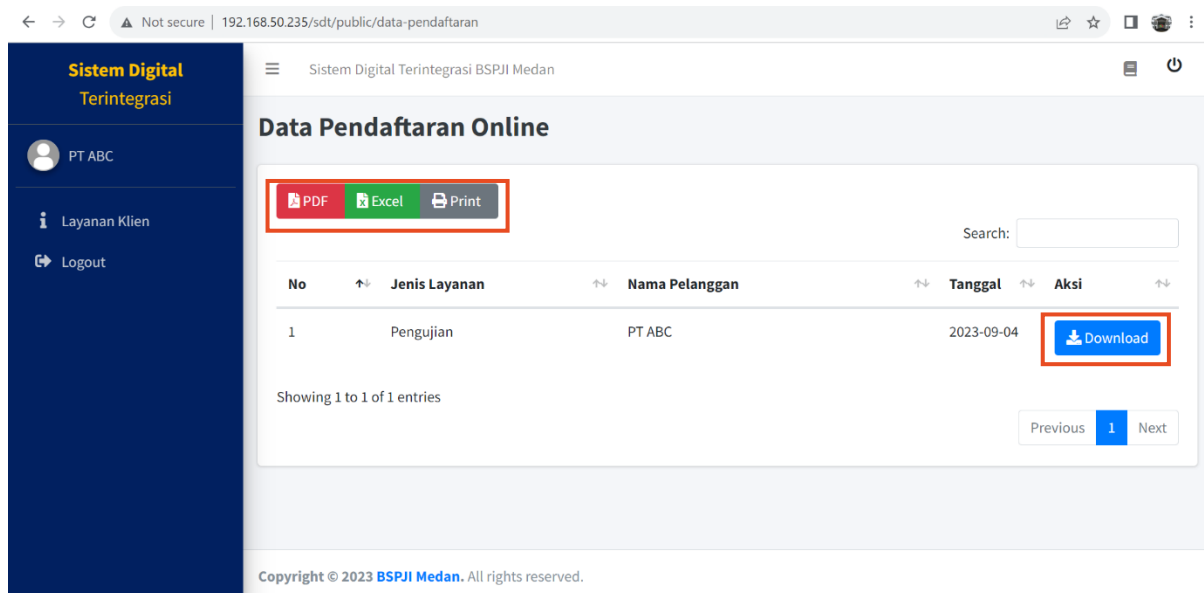 Not secure | 192.168.50.235/sdt/public/data-pendaftaran
Sistem Digital
Terintegrasi
Sistem Digital Terintegrasi BSPJI Medan
PT ABC
Layanan Klien
Logout
Data Pendaftaran Online
PDF Excel Print
Search:
No Jenis Layanan Nama Pelanggan Tanggal Aksi
1 Pengujian PT ABC 2023-09-04 Download
Showing 1 to 1 of 1 entries
Previous 1 Next
Copyright © 2023 BSPJI Medan. All rights reserved.